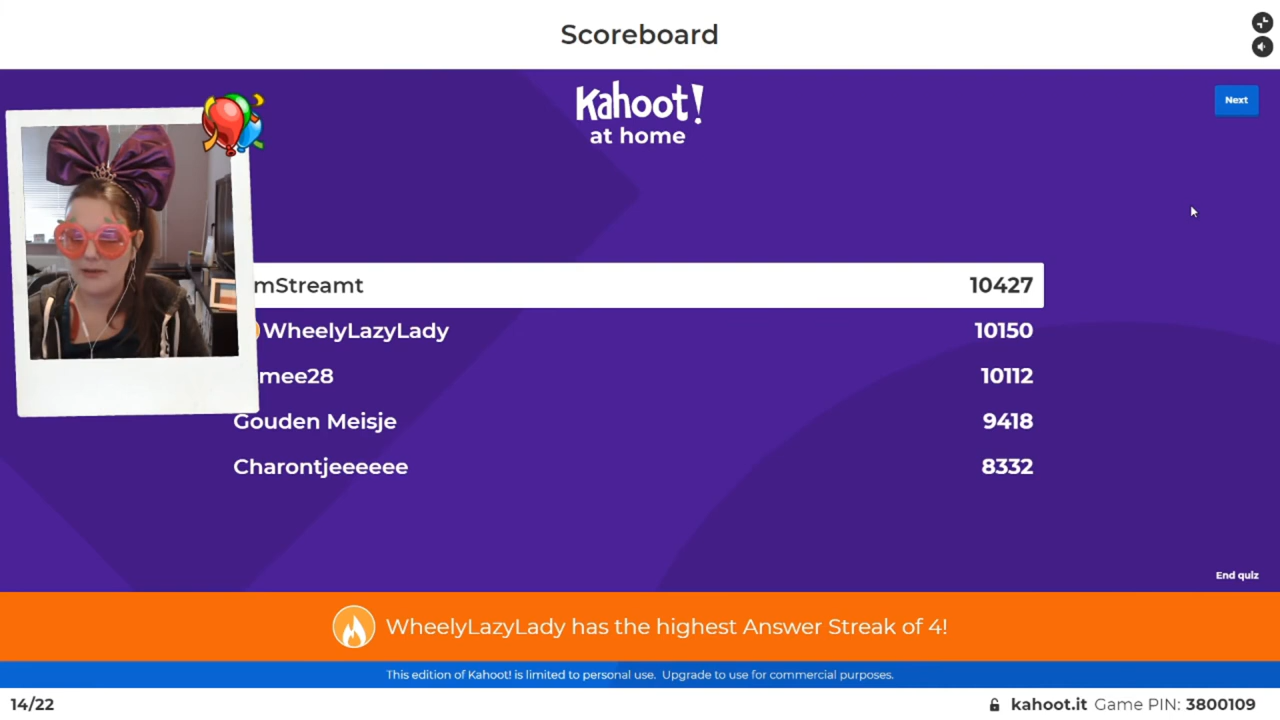 Scoreboard
Kahoot!
at home
Next
mStreamt 10427
WheelyLazyLady 10150
mee28 10112
Gouden Meisje 9418
Charontjeeeeee 8332
End quiz
WheelyLazyLady has the highest Answer Streak of 4!
This edition of Kahoot! is limited to personal use. Upgrade to use for commercial purposes.
14/22
kahoot.it Game PIN: 3800109